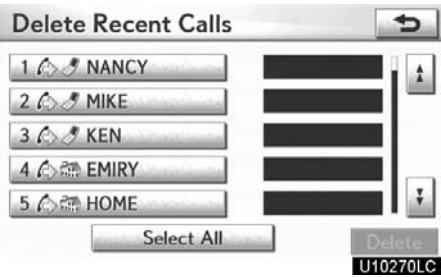 Delete Recent Calls
1 NANCY
2 MIKE
3 KEN
4 EMIRY
5 HOME
Select All
Delete
U10270LC